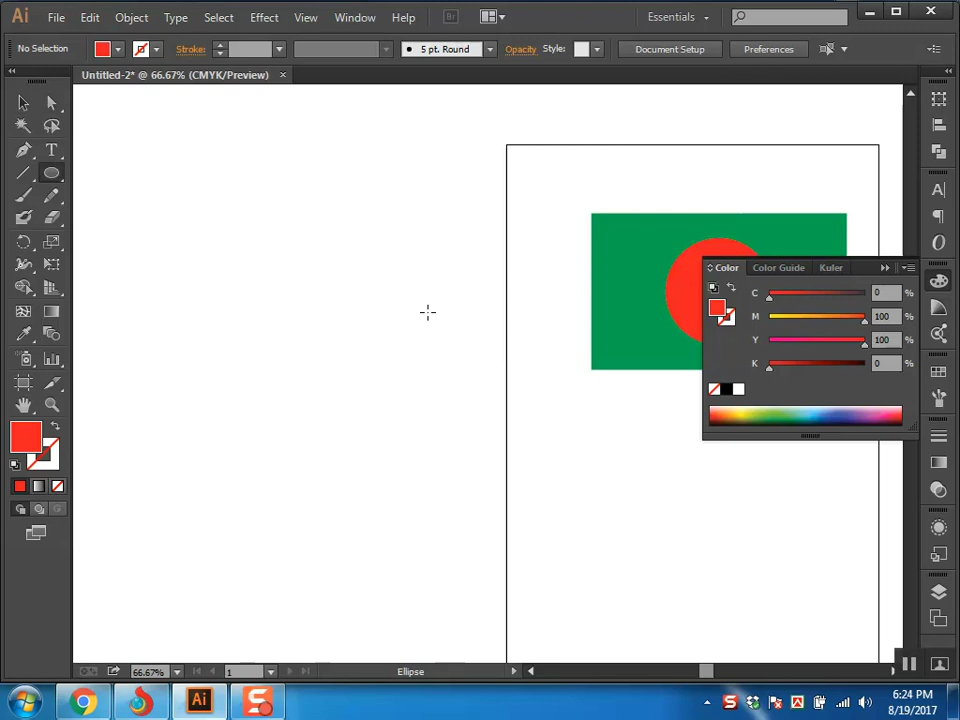 Ai File Edit Object Type Select Effect View Window Help Br Essentials
No Selection Stroke: 5 pt. Round Opacity Style: Document Setup Preferences
Untitled-2* @ 66.67% (CMYK/Preview) ×
Color Color Guide Kuler
C 0 %
M 100 %
Y 100 %
K 0 %
66.67% 1 Ellipse
Ai S S A 6:24 PM
8/19/2017